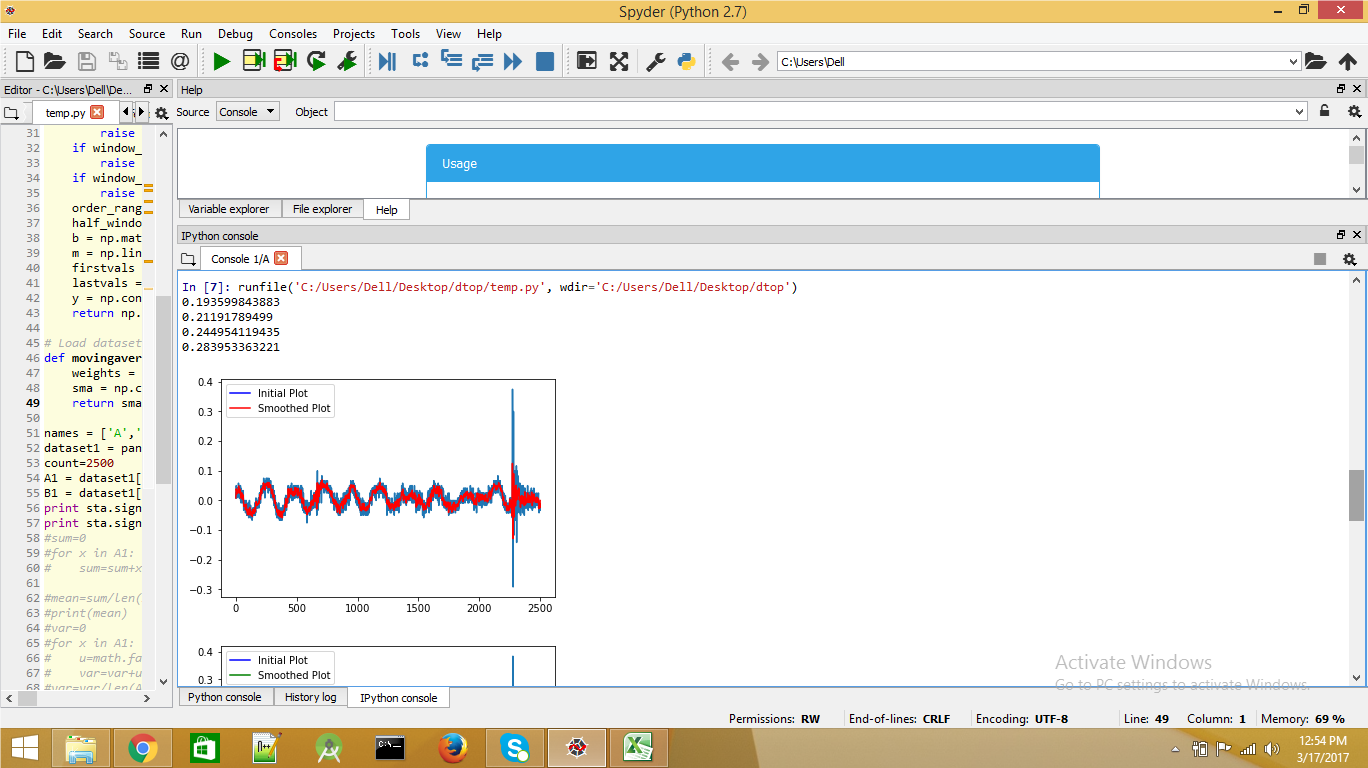 Spyder (Python 2.7)
File Edit Search Source Run Debug Consoles Projects Tools View Help
C:\Users\Dell
Editor - C:\Users\Dell\De...
Help
temp.py
Source Console Object
Usage
Variable explorer File explorer Help
31 raise
32 if window_
33 raise
34 if window_
35 raise
36 order_rang
37 half_windo
38 b = np.mat
39 m = np.lin
40 firstvals
41 lastvals =
42 y = np.con
43 return np.
44
45 # Load dataset
46 def movingaver
47 weights =
48 sma = np.c
49 return sma
50
51 names = ['A','
52 dataset1 = pan
53 count=2500
54 A1 = dataset1[
55 B1 = dataset1[
56 print sta.sign
57 print sta.sign
58 #sum=0
59 #for x in A1:
60 # sum=sum+x
61
62 #mean=sum/len(
63 #print(mean)
64 #var=0
65 #for x in A1:
66 # u=math.fa
67 # var=var+u
68 #var=var/len(A
IPython console
Console 1/A
In [7]: runfile('C:/Users/Dell/Desktop/dtop/temp.py', wdir='C:/Users/Dell/Desktop/dtop')
0.193599843883
0.21191789499
0.244954119435
0.283953363221
Initial Plot
Smoothed Plot
0.4
0.3
0.2
0.1
0.0
−0.1
−0.2
−0.3
0 500 1000 1500 2000 2500
Initial Plot
Smoothed Plot
0.4
0.3
Activate Windows
Go to PC settings to activate Windows.
Python console History log IPython console
Permissions: RW End-of-lines: CRLF Encoding: UTF-8 Line: 49 Column: 1 Memory: 69 %
12:54 PM
3/17/2017